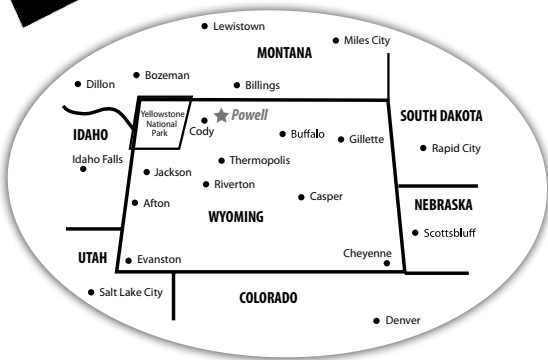 Lewistown
MONTANA
Miles City
Bozeman
Dillon
Billings
Yellowstone
National
Park
Cody
Powell
SOUTH DAKOTA
IDAHO
Buffalo
Gillette
Rapid City
Idaho Falls
Thermopolis
Jackson
Riverton
Casper
Afton
WYOMING
NEBRASKA
Scottsbluff
UTAH
Evanston
Cheyenne
Salt Lake City
COLORADO
Denver